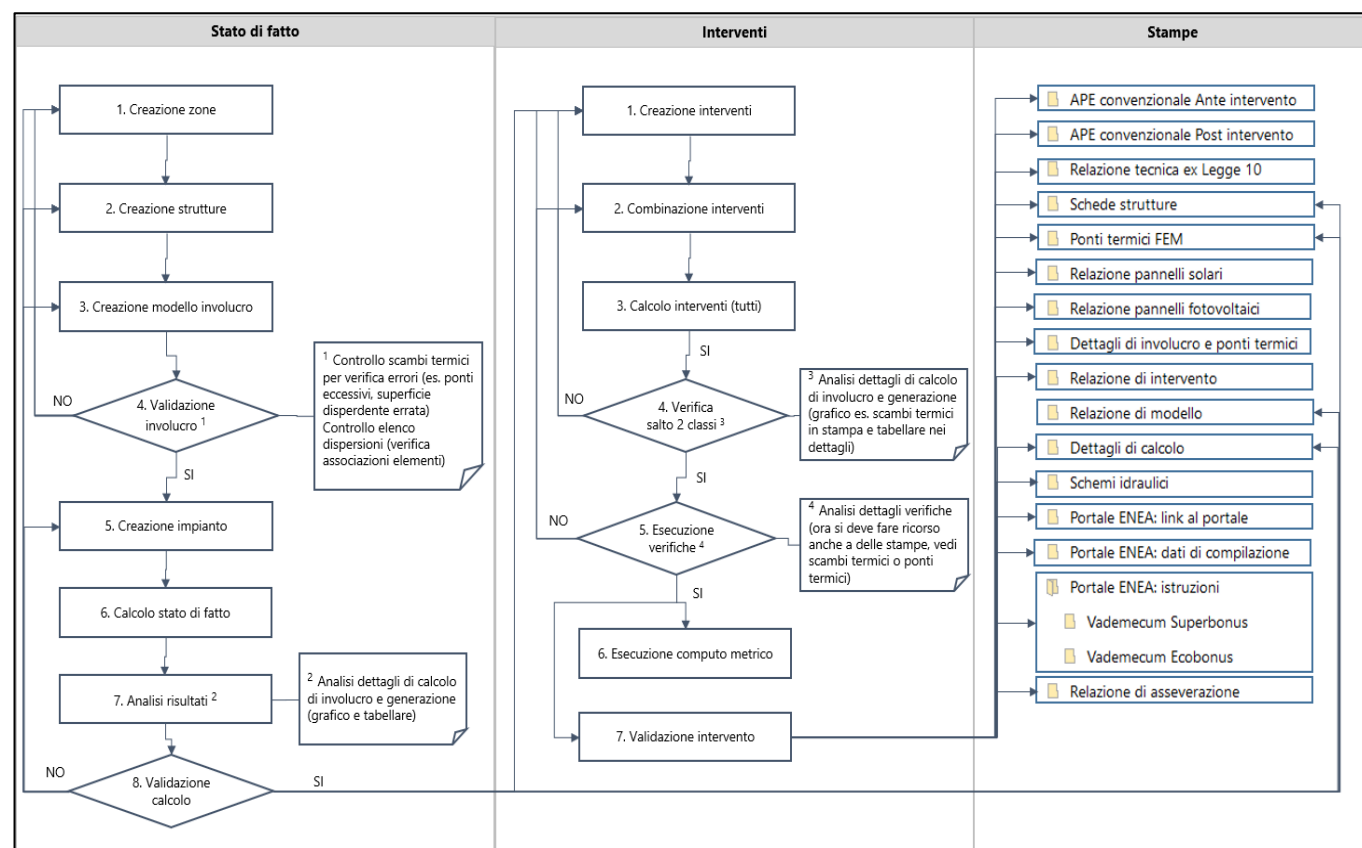 Stato di fatto
Interventi
Stampe
1. Creazione zone
2. Creazione strutture
3. Creazione modello involucro
NO
4. Validazione
involucro 1
1 Controllo scambi termici
per verifica errori (es. ponti
eccessivi, superficie
disperdente errata)
Controllo elenco
dispersioni (verifica
associazioni elementi)
SI
5. Creazione impianto
6. Calcolo stato di fatto
7. Analisi risultati 2
2 Analisi dettagli di calcolo
di involucro e generazione
(grafico e tabellare)
NO
8. Validazione
calcolo
SI
1. Creazione interventi
2. Combinazione interventi
3. Calcolo interventi (tutti)
SI
NO
4. Verifica
salto 2 classi 3
3 Analisi dettagli di calcolo
di involucro e generazione
(grafico es. scambi termici
in stampa e tabellare nei
dettagli)
SI
NO
5. Esecuzione
verifiche 4
4 Analisi dettagli verifiche
(ora si deve fare ricorso
anche a delle stampe, vedi
scambi termici o ponti
termici)
SI
6. Esecuzione computo metrico
7. Validazione intervento
APE convenzionale Ante intervento
APE convenzionale Post intervento
Relazione tecnica ex Legge 10
Schede strutture
Ponti termici FEM
Relazione pannelli solari
Relazione pannelli fotovoltaici
Dettagli di involucro e ponti termici
Relazione di intervento
Relazione di modello
Dettagli di calcolo
Schemi idraulici
Portale ENEA: link al portale
Portale ENEA: dati di compilazione
Portale ENEA: istruzioni
Vademecum Superbonus
Vademecum Ecobonus
Relazione di asseverazione